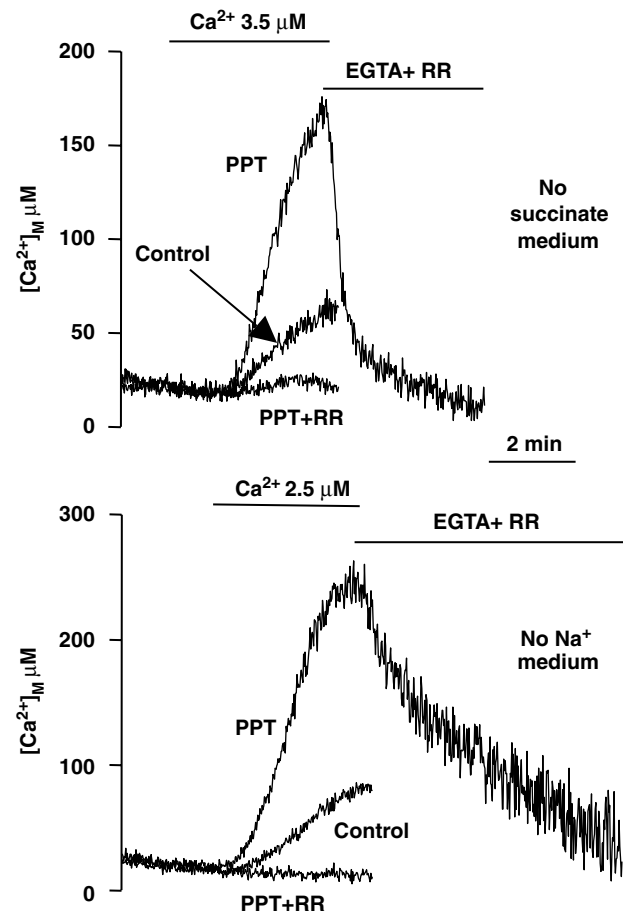 Ca²⁺ 3.5 μM
200
EGTA+ RR
150
PPT
No
succinate
medium
[Ca²⁺]M μM
100
Control
50
0
PPT+RR
2 min
Ca²⁺ 2.5 μM
300
EGTA+ RR
No Na⁺
medium
200
[Ca²⁺]M μM
PPT
100
Control
0
PPT+RR